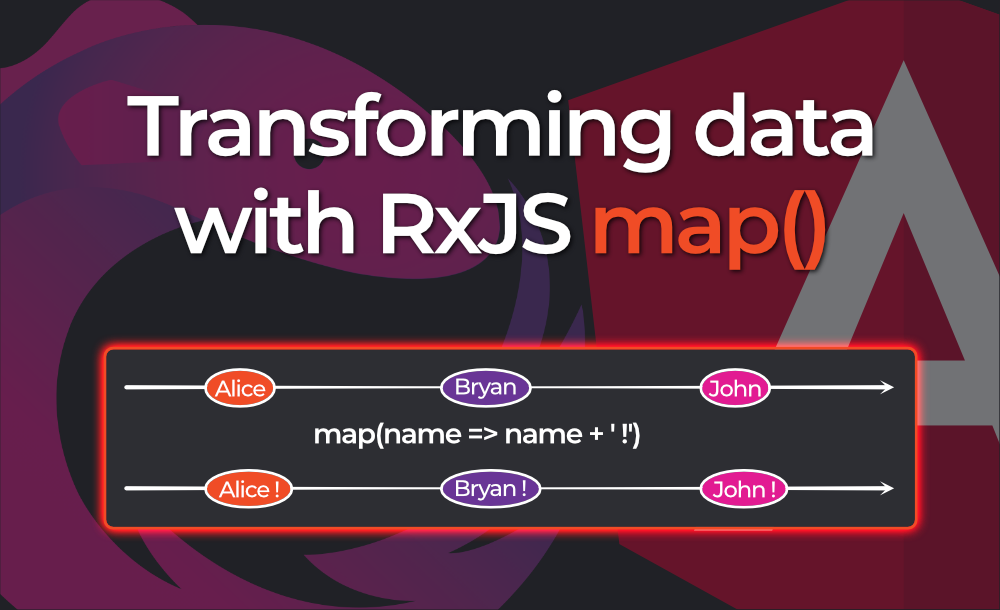 Transforming data
with RxJS map()
Alice Bryan John
map(name => name + ' !')
Alice ! Bryan ! John !